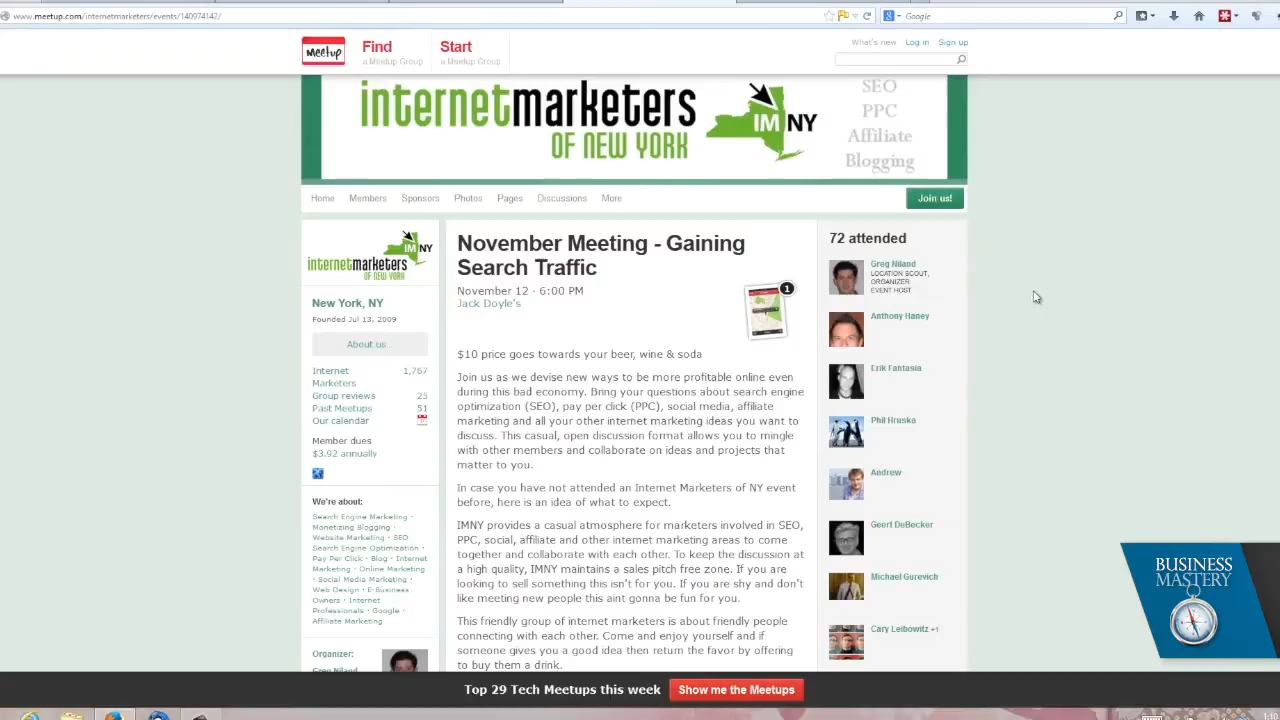 www.meetup.com/internetmarketers/events/140974142/
Google
Meetup
Find
a Meetup Group
Start
a Meetup Group
What's new
Log in
Sign up
internetmarketers
OF NEW YORK
IMNY
SEO
PPC
Affiliate
Blogging
Home
Members
Sponsors
Photos
Pages
Discussions
More
Join us!
IMNY
internetmarketers
OF NEW YORK
New York, NY
Founded Jul 13, 2009
About us...
Internet Marketers 1,767
Group reviews 25
Past Meetups 51
Our calendar
Member dues
$3.92 annually
We're about:
Search Engine Marketing ·
Monetizing Blogging ·
Website Marketing · SEO
Search Engine Optimization ·
Pay Per Click · Blog · Internet
Marketing · Online Marketing
· Social Media Marketing ·
Web Design · E-Business
Owners · Internet
Professionals · Google ·
Affiliate Marketing
Organizer:
Greg Niland
November Meeting - Gaining
Search Traffic
November 12 · 6:00 PM
Jack Doyle's
1
$10 price goes towards your beer, wine & soda
Join us as we devise new ways to be more profitable online even
during this bad economy. Bring your questions about search engine
optimization (SEO), pay per click (PPC), social media, affiliate
marketing and all your other internet marketing ideas you want to
discuss. This casual, open discussion format allows you to mingle
with other members and collaborate on ideas and projects that
matter to you.
In case you have not attended an Internet Marketers of NY event
before, here is an idea of what to expect.
IMNY provides a casual atmosphere for marketers involved in SEO,
PPC, social, affiliate and other internet marketing areas to come
together and collaborate with each other. To keep the discussion at
a high quality, IMNY maintains a sales pitch free zone. If you are
looking to sell something this isn't for you. If you are shy and don't
like meeting new people this aint gonna be fun for you.
This friendly group of internet marketers is about friendly people
connecting with each other. Come and enjoy yourself and if
someone gives you a good idea then return the favor by offering
to buy them a drink.
72 attended
Greg Niland
LOCATION SCOUT,
ORGANIZER
EVENT HOST
Anthony Haney
Erik Fantasia
Phil Hruska
Andrew
Geert DeBecker
Michael Gurevich
Cary Leibowitz +1
BUSINESS
MASTERY
Top 29 Tech Meetups this week
Show me the Meetups